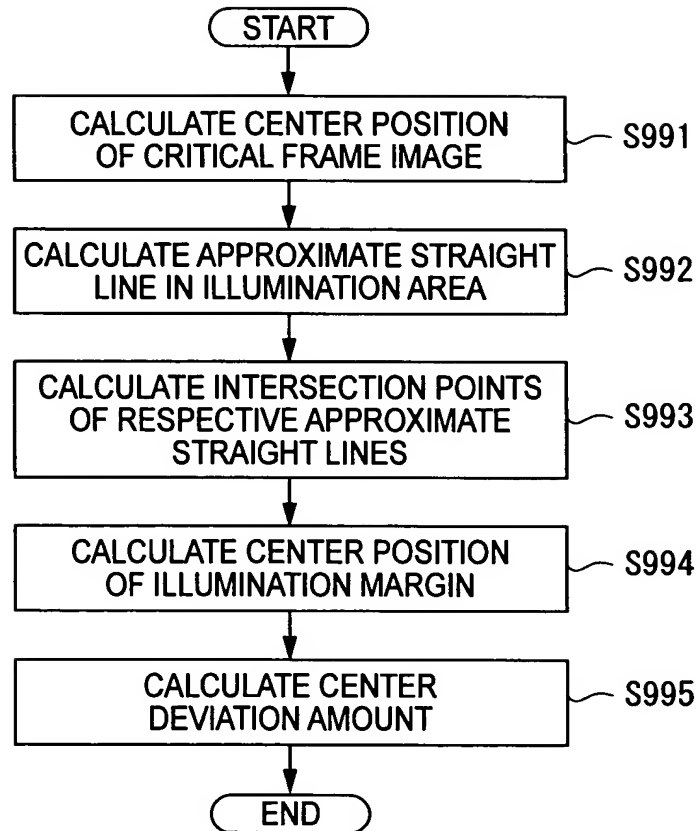 START
CALCULATE CENTER POSITION
OF CRITICAL FRAME IMAGE
S991
CALCULATE APPROXIMATE STRAIGHT
LINE IN ILLUMINATION AREA
S992
CALCULATE INTERSECTION POINTS
OF RESPECTIVE APPROXIMATE
STRAIGHT LINES
S993
CALCULATE CENTER POSITION
OF ILLUMINATION MARGIN
S994
CALCULATE CENTER
DEVIATION AMOUNT
S995
END